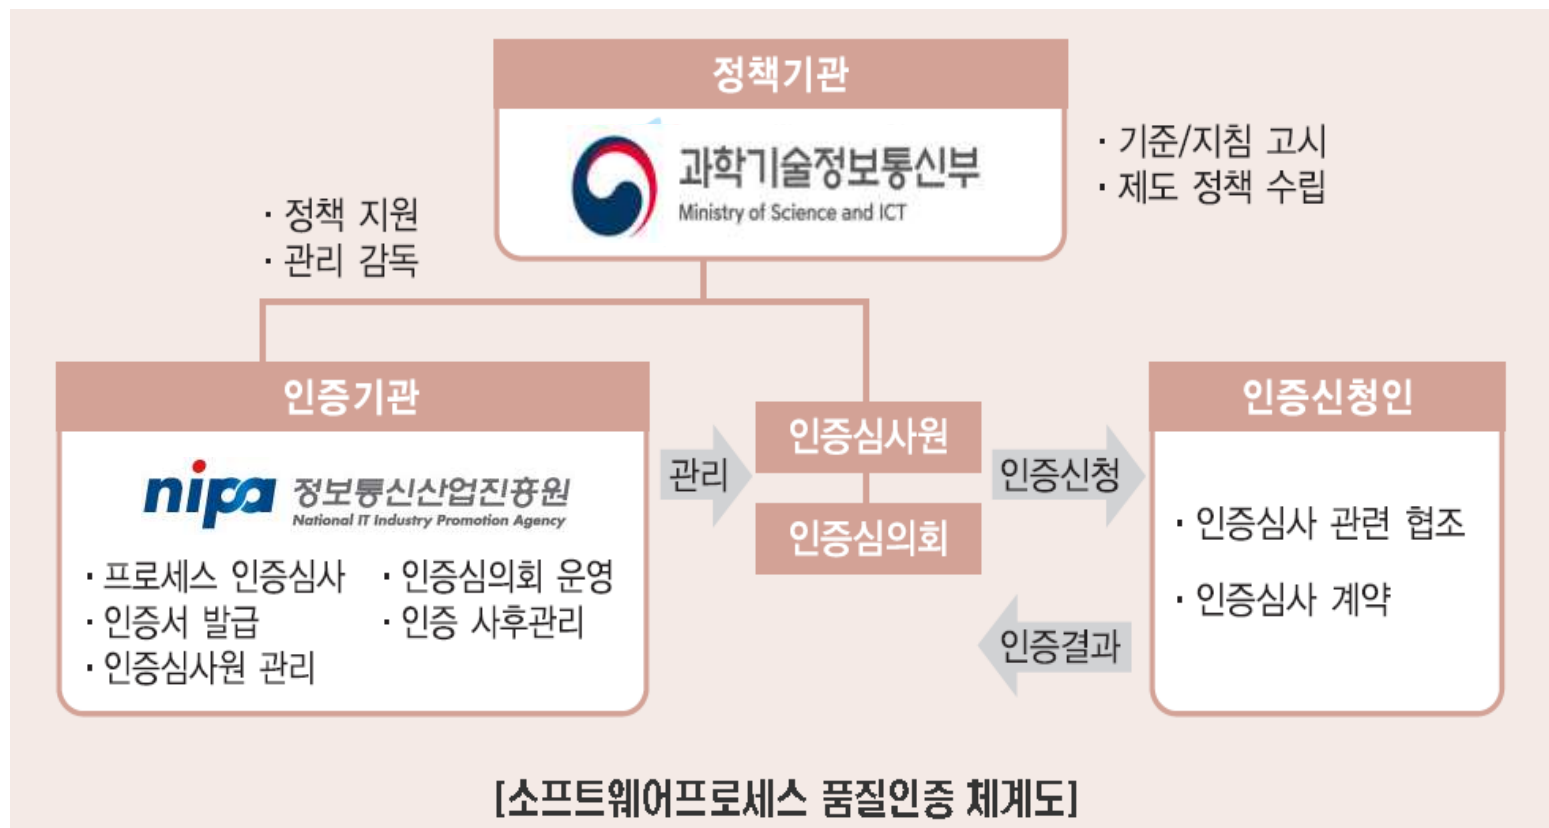 정책기관
과학기술정보통신부
Ministry of Science and ICT
· 기준/지침 고시
· 제도 정책 수립
· 정책 지원
· 관리 감독
인증기관
nipa 정보통신산업진흥원
National IT Industry Promotion Agency
· 프로세스 인증심사
· 인증서 발급
· 인증심사원 관리
· 인증심의회 운영
· 인증 사후관리
관리
인증심사원
인증심의회
인증신청
인증결과
인증신청인
· 인증심사 관련 협조
· 인증심사 계약
[소프트웨어프로세스 품질인증 체계도]